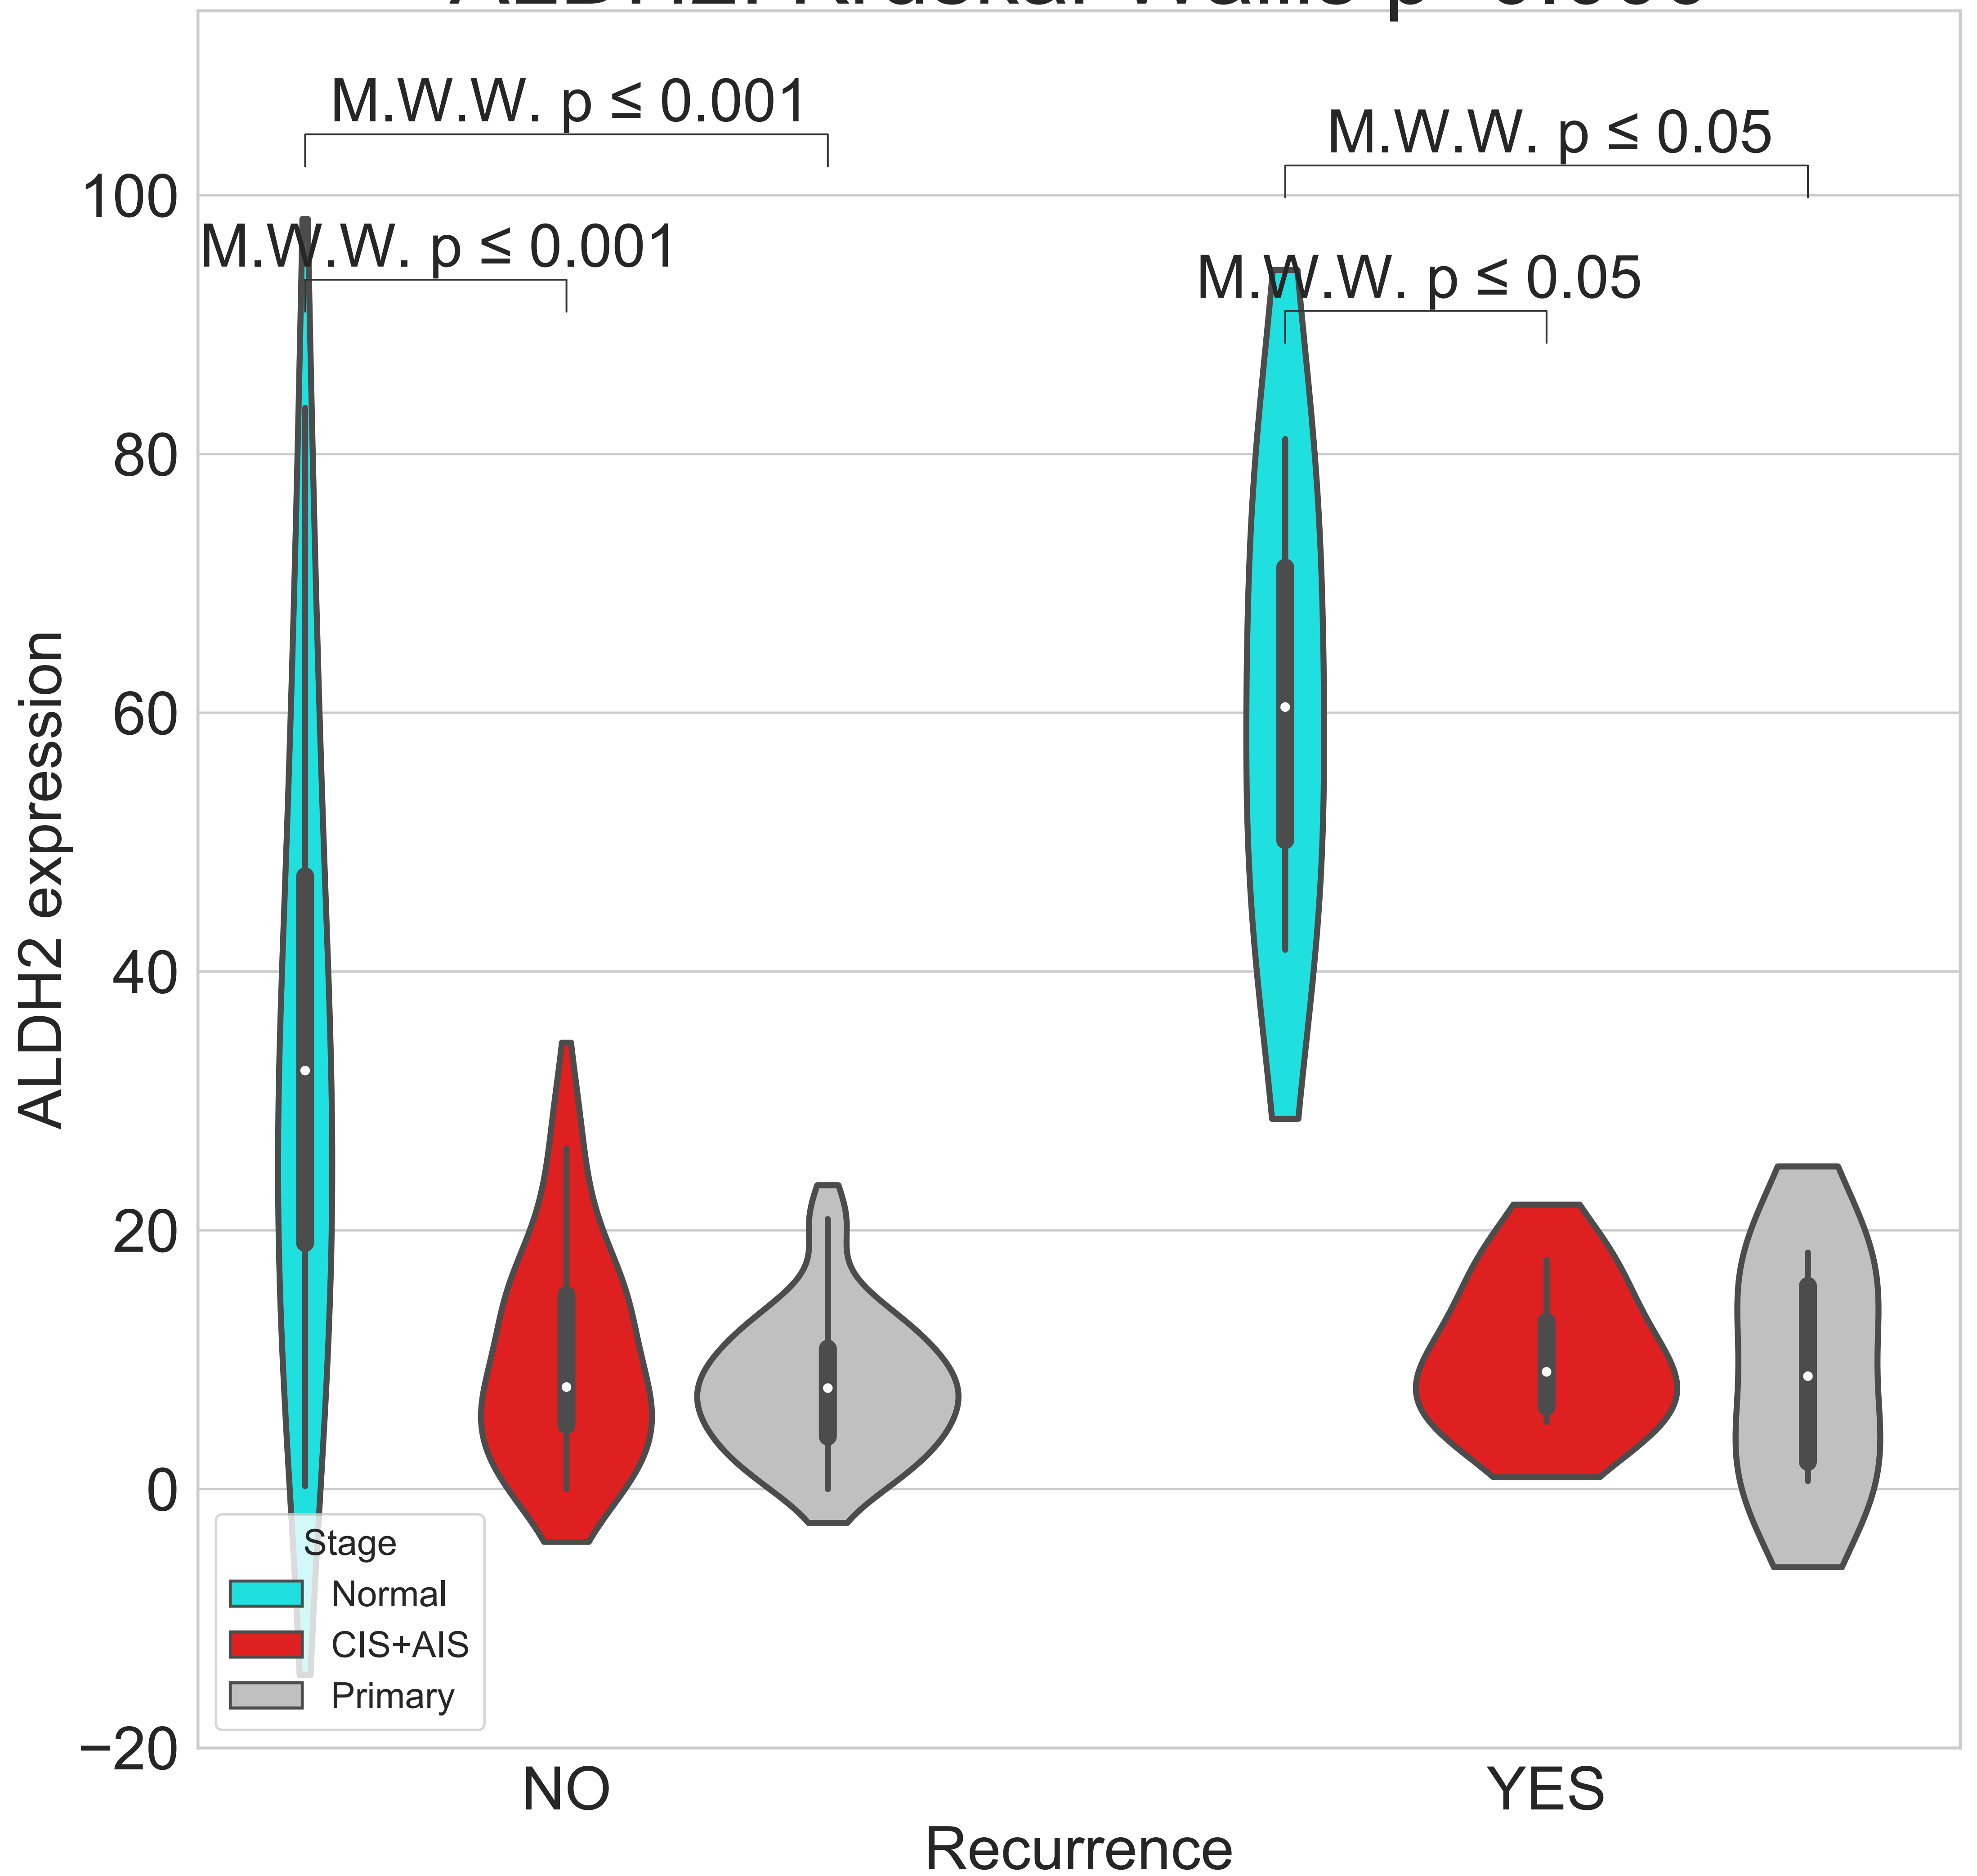 M.W.W. p ≤ 0.001
M.W.W. p ≤ 0.05
M.W.W. p ≤ 0.001
M.W.W. p ≤ 0.05
100
80
60
40
20
0
−20
ALDH2 expression
Stage
Normal
CIS+AIS
Primary
NO
YES
Recurrence